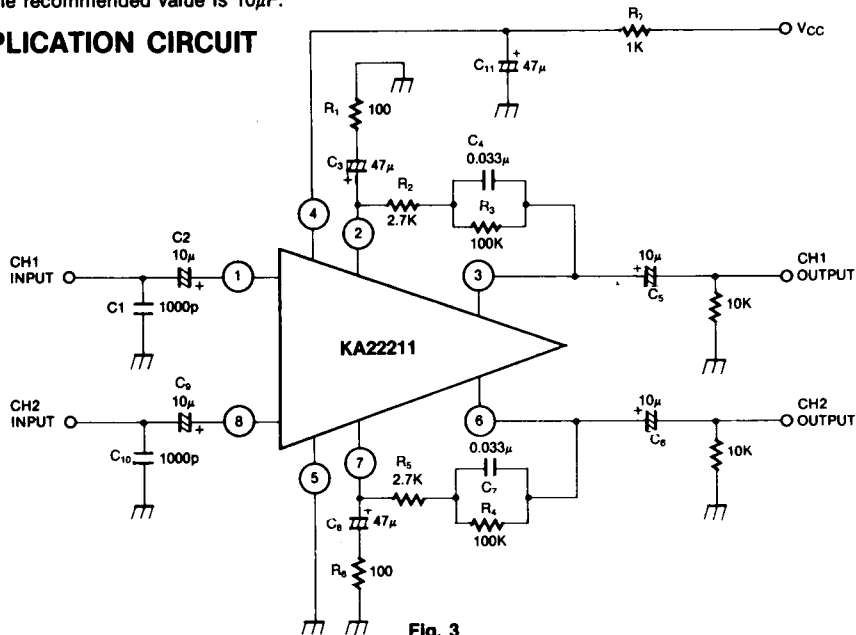 he recommended value is 10μF.
PLICATION CIRCUIT
R7
1K
VCC
C11
+
47μ
R1
100
C3
47μ
+
C4
0.033μ
R2
2.7K
R3
100K
4
2
CH1
INPUT
C2
10μ
+
1
C1
1000p
3
10μ
+
C5
CH1
OUTPUT
10K
KA22211
CH2
INPUT
C9
10μ
+
8
C10
1000p
6
10μ
+
C6
CH2
OUTPUT
10K
5
7
R5
2.7K
0.033μ
C7
R4
100K
C8
+
47μ
R6
100
Fig. 3